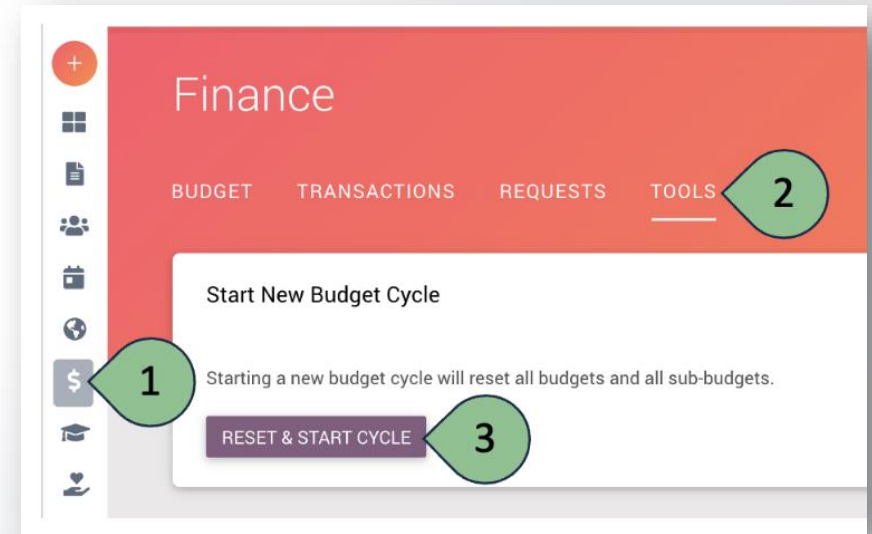 +
Finance
BUDGET TRANSACTIONS REQUESTS TOOLS 2
Start New Budget Cycle
$ 1
Starting a new budget cycle will reset all budgets and all sub-budgets.
RESET & START CYCLE 3